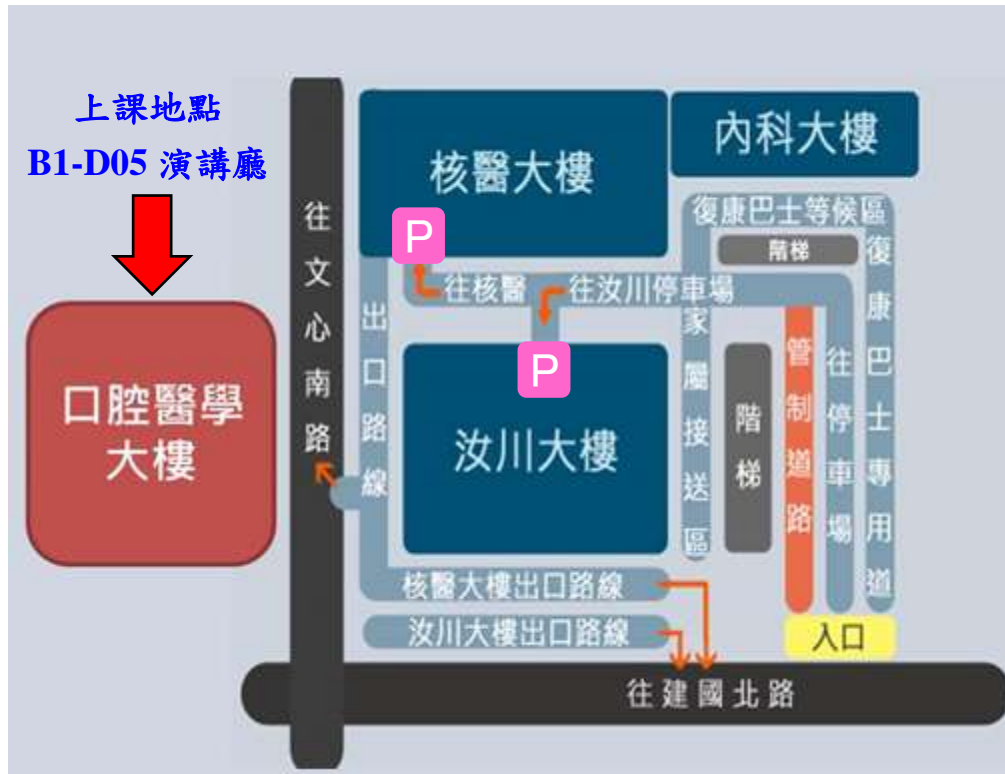 上課地點
B1-D05 演講廳
口腔醫學
大樓
往文心南路
核醫大樓
內科大樓
P
復康巴士等候區
階梯
復康巴士專用道
往核醫
往汝川停車場
出口路線
P
汝川大樓
家屬接送區
階梯
管制道路
往停車場
核醫大樓出口路線
汝川大樓出口路線
入口
往建國北路